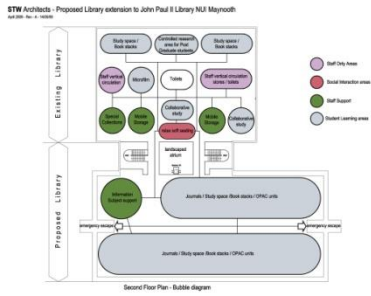 STW Architects - Proposed Library extension to John Paul II Library NUI Maynooth
Existing Library
Study space / Book stacks
Controlled research area for Post Graduate students
Study space / Book stacks
Staff vertical circulation
Microfilm
Toilets
Staff vertical circulation stores / toilets
Special Collections
Mobile Storage
Collaborative study
Mobile Storage
Collaborative study
landscaped atrium
Staff Only Areas
Social Interaction areas
Staff Support
Student Learning areas
Proposed Library
Information Subject support
Journals / Study space / Book stacks / OPAC units
emergency escape
emergency escape
Journals / Study space / Book stacks / OPAC units
Second Floor Plan - Bubble diagram